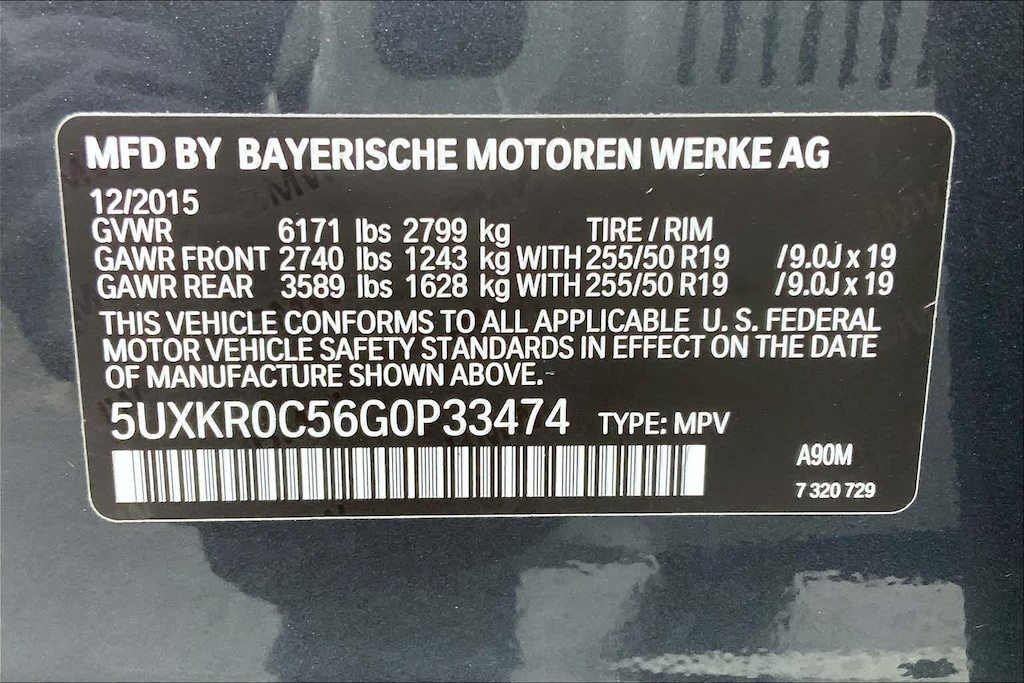 MFD BY BAYERISCHE MOTOREN WERKE AG
12/2015
GVWR 6171 lbs 2799 kg TIRE / RIM
GAWR FRONT 2740 lbs 1243 kg WITH 255/50 R19 /9.0J x 19
GAWR REAR 3589 lbs 1628 kg WITH 255/50 R19 /9.0J x 19
THIS VEHICLE CONFORMS TO ALL APPLICABLE U. S. FEDERAL
MOTOR VEHICLE SAFETY STANDARDS IN EFFECT ON THE DATE
OF MANUFACTURE SHOWN ABOVE.
5UXKR0C56G0P33474 TYPE: MPV
A90M
7 320 729